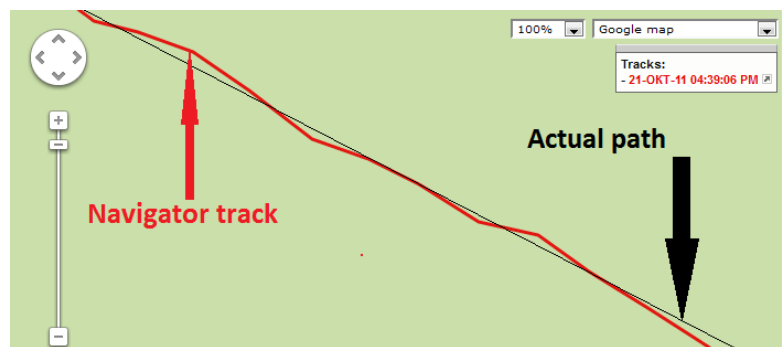 100%
Google map
Tracks:
- 21-OKT-11 04:39:06 PM
Actual path
Navigator track